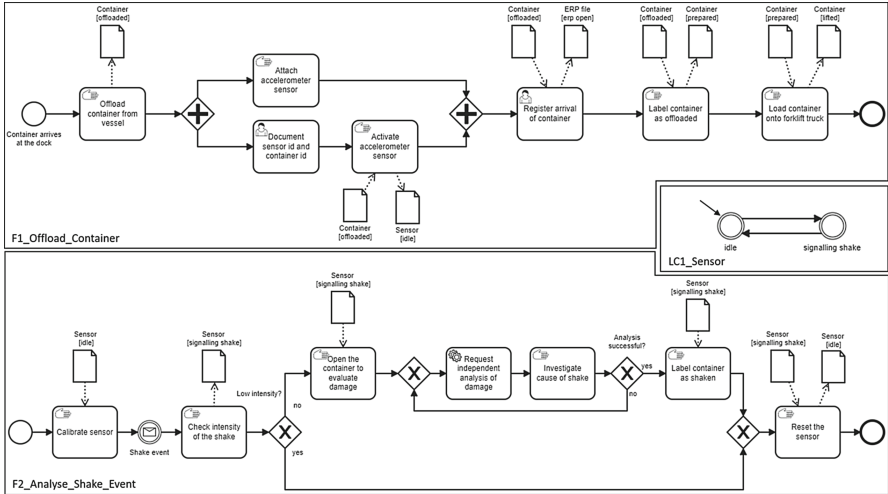 Container
[offloaded]
Container
[offloaded]
ERP file
[erp open]
Container
[offloaded]
Container
[prepared]
Container
[prepared]
Container
[lifted]
Container arrives
at the dock
Offload
container from
vessel
Attach
accelerometer
sensor
Document
sensor id and
container id
Activate
accelerometer
sensor
Register arrival
of container
Label container
as offloaded
Load container
onto forklift truck
Container
[offloaded]
Sensor
[idle]
F1_Offload_Container
idle
signalling shake
LC1_Sensor
Sensor
[idle]
Sensor
[signalling shake]
Sensor
[signalling shake]
Sensor
[signalling shake]
Sensor
[signalling shake]
Sensor
[idle]
Calibrate sensor
Shake event
Check intensity
of the shake
Low intensity?
no
yes
Open the
container to
evaluate
damage
Request
independent
analysis of
damage
Investigate
cause of shake
Analysis
successful?
yes
no
Label container
as shaken
Reset the
sensor
F2_Analyse_Shake_Event